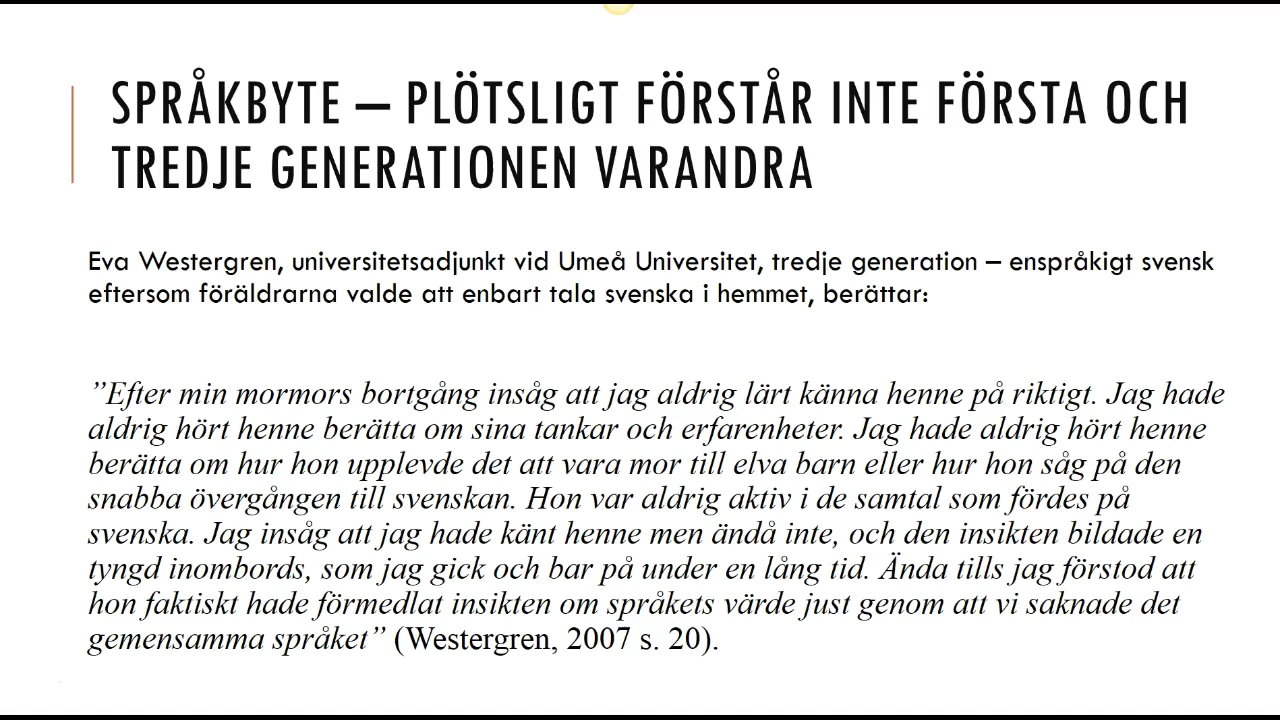 SPRÅKBYTE – PLÖTSLIGT FÖRSTÅR INTE FÖRSTA OCH
TREDJE GENERATIONEN VARANDRA
Eva Westergren, universitetsadjunkt vid Umeå Universitet, tredje generation – enspråkigt svensk
eftersom föräldrarna valde att enbart tala svenska i hemmet, berättar:
”Efter min mormors bortgång insåg att jag aldrig lärt känna henne på riktigt. Jag hade
aldrig hört henne berätta om sina tankar och erfarenheter. Jag hade aldrig hört henne
berätta om hur hon upplevde det att vara mor till elva barn eller hur hon såg på den
snabba övergången till svenskan. Hon var aldrig aktiv i de samtal som fördes på
svenska. Jag insåg att jag hade känt henne men ändå inte, och den insikten bildade en
tyngd inombords, som jag gick och bar på under en lång tid. Ända tills jag förstod att
hon faktiskt hade förmedlat insikten om språkets värde just genom att vi saknade det
gemensamma språket” (Westergren, 2007 s. 20).